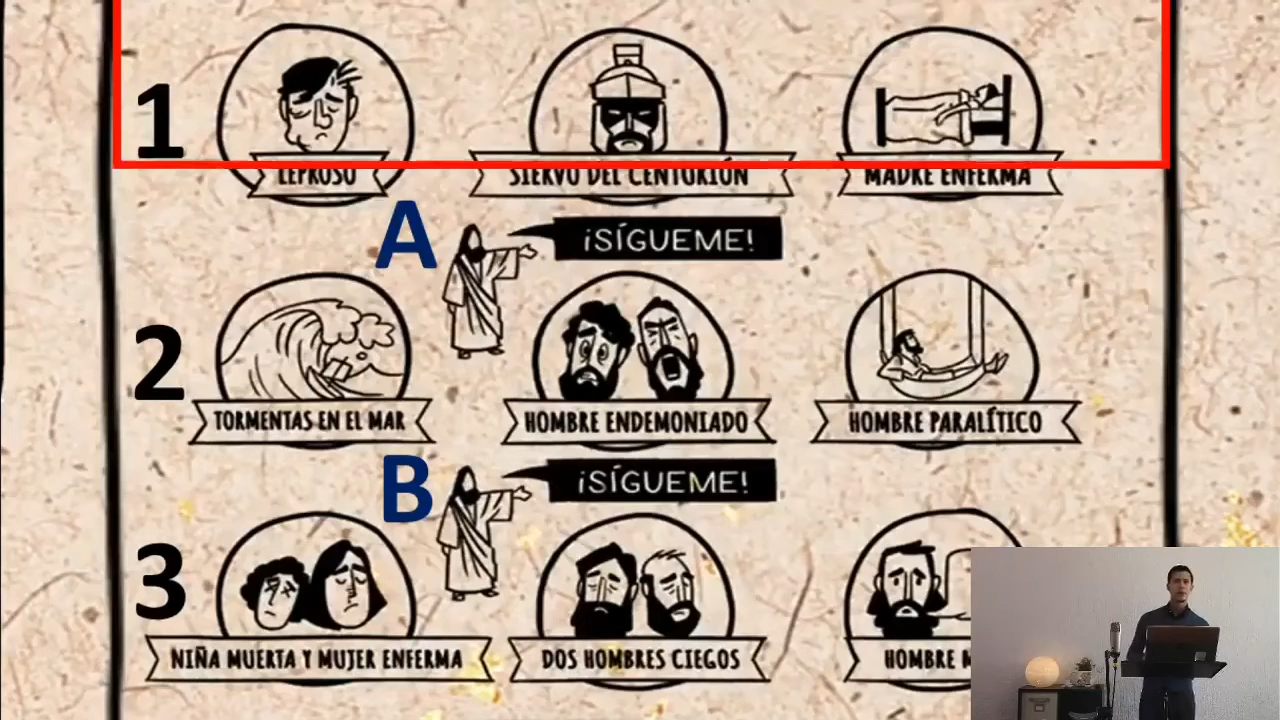 1
LEPROSO
SIERVO DEL CENTURIÓN
MADRE ENFERMA
A
¡SÍGUEME!
2
TORMENTAS EN EL MAR
HOMBRE ENDEMONIADO
HOMBRE PARALÍTICO
B
¡SÍGUEME!
3
NIÑA MUERTA Y MUJER ENFERMA
DOS HOMBRES CIEGOS
HOMBRE